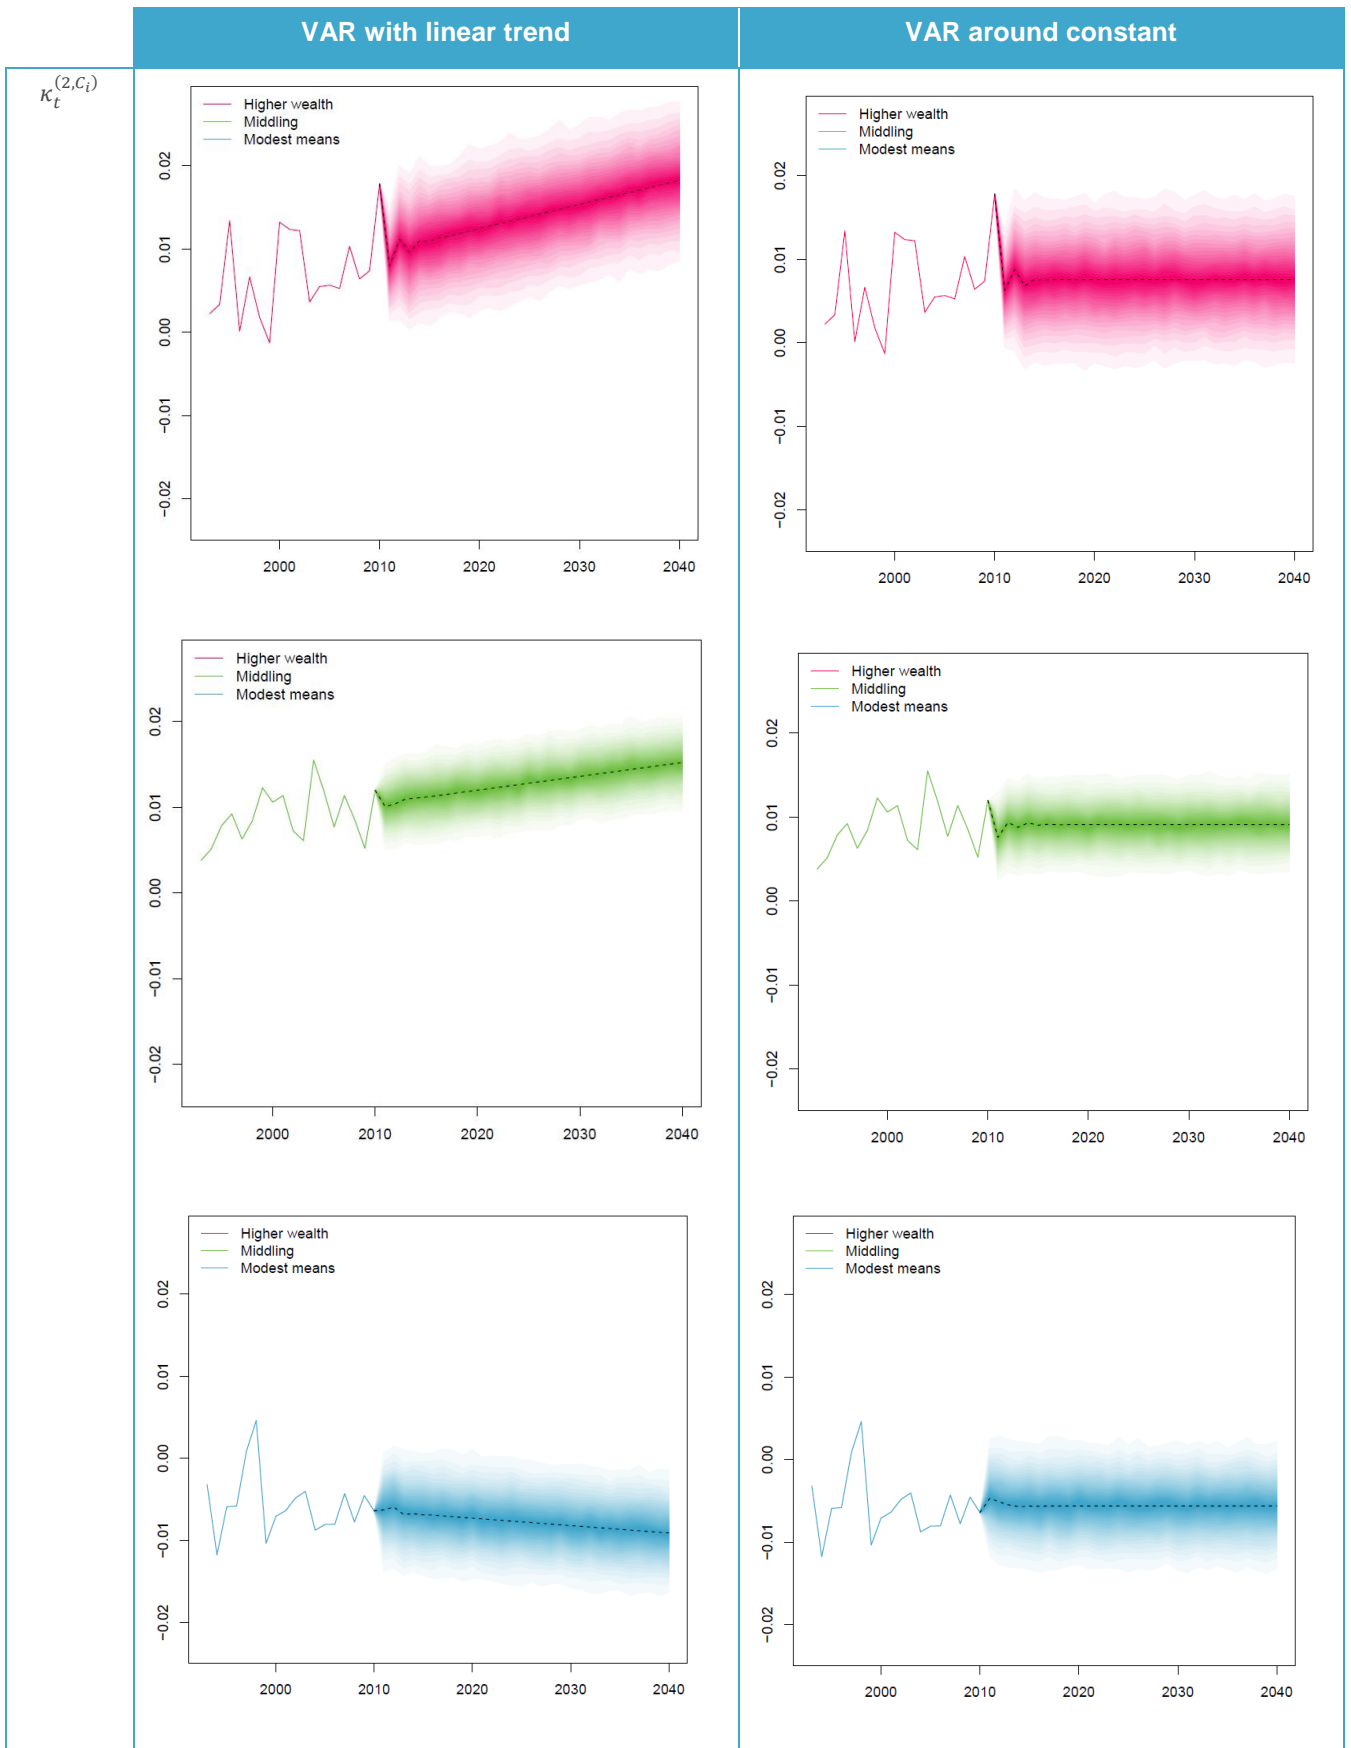 VAR with linear trend
VAR around constant
κ_t^(2,C_i)
Higher wealth
Middling
Modest means
0.02
0.01
0.00
−0.01
−0.02
2000 2010 2020 2030 2040
Higher wealth
Middling
Modest means
0.02
0.01
0.00
−0.01
−0.02
2000 2010 2020 2030 2040
Higher wealth
Middling
Modest means
0.02
0.01
0.00
−0.01
−0.02
2000 2010 2020 2030 2040
Higher wealth
Middling
Modest means
0.02
0.01
0.00
−0.01
−0.02
2000 2010 2020 2030 2040
Higher wealth
Middling
Modest means
0.02
0.01
0.00
−0.01
−0.02
2000 2010 2020 2030 2040
Higher wealth
Middling
Modest means
0.02
0.01
0.00
−0.01
−0.02
2000 2010 2020 2030 2040